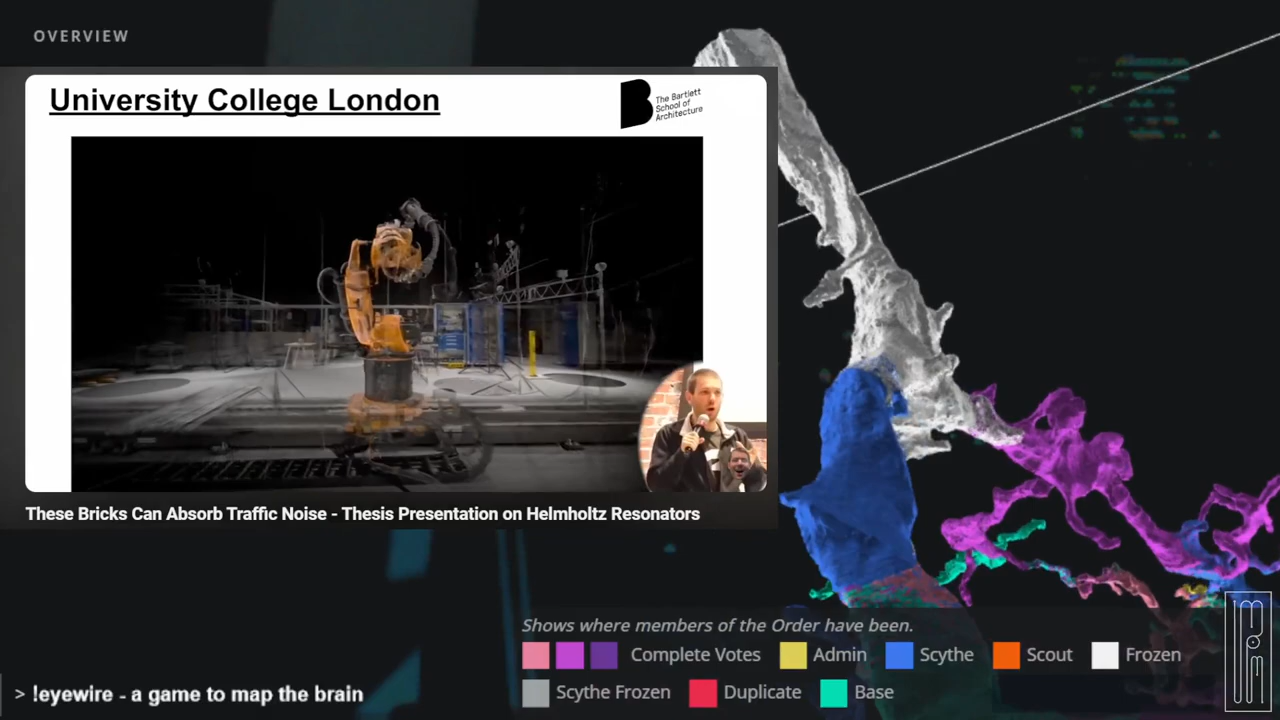 OVERVIEW
University College London
The Bartlett
School of
Architecture
These Bricks Can Absorb Traffic Noise - Thesis Presentation on Helmholtz Resonators
Shows where members of the Order have been.
Complete Votes
Admin
Scythe
Scout
Frozen
Scythe Frozen
Duplicate
Base
> !eyewire - a game to map the brain